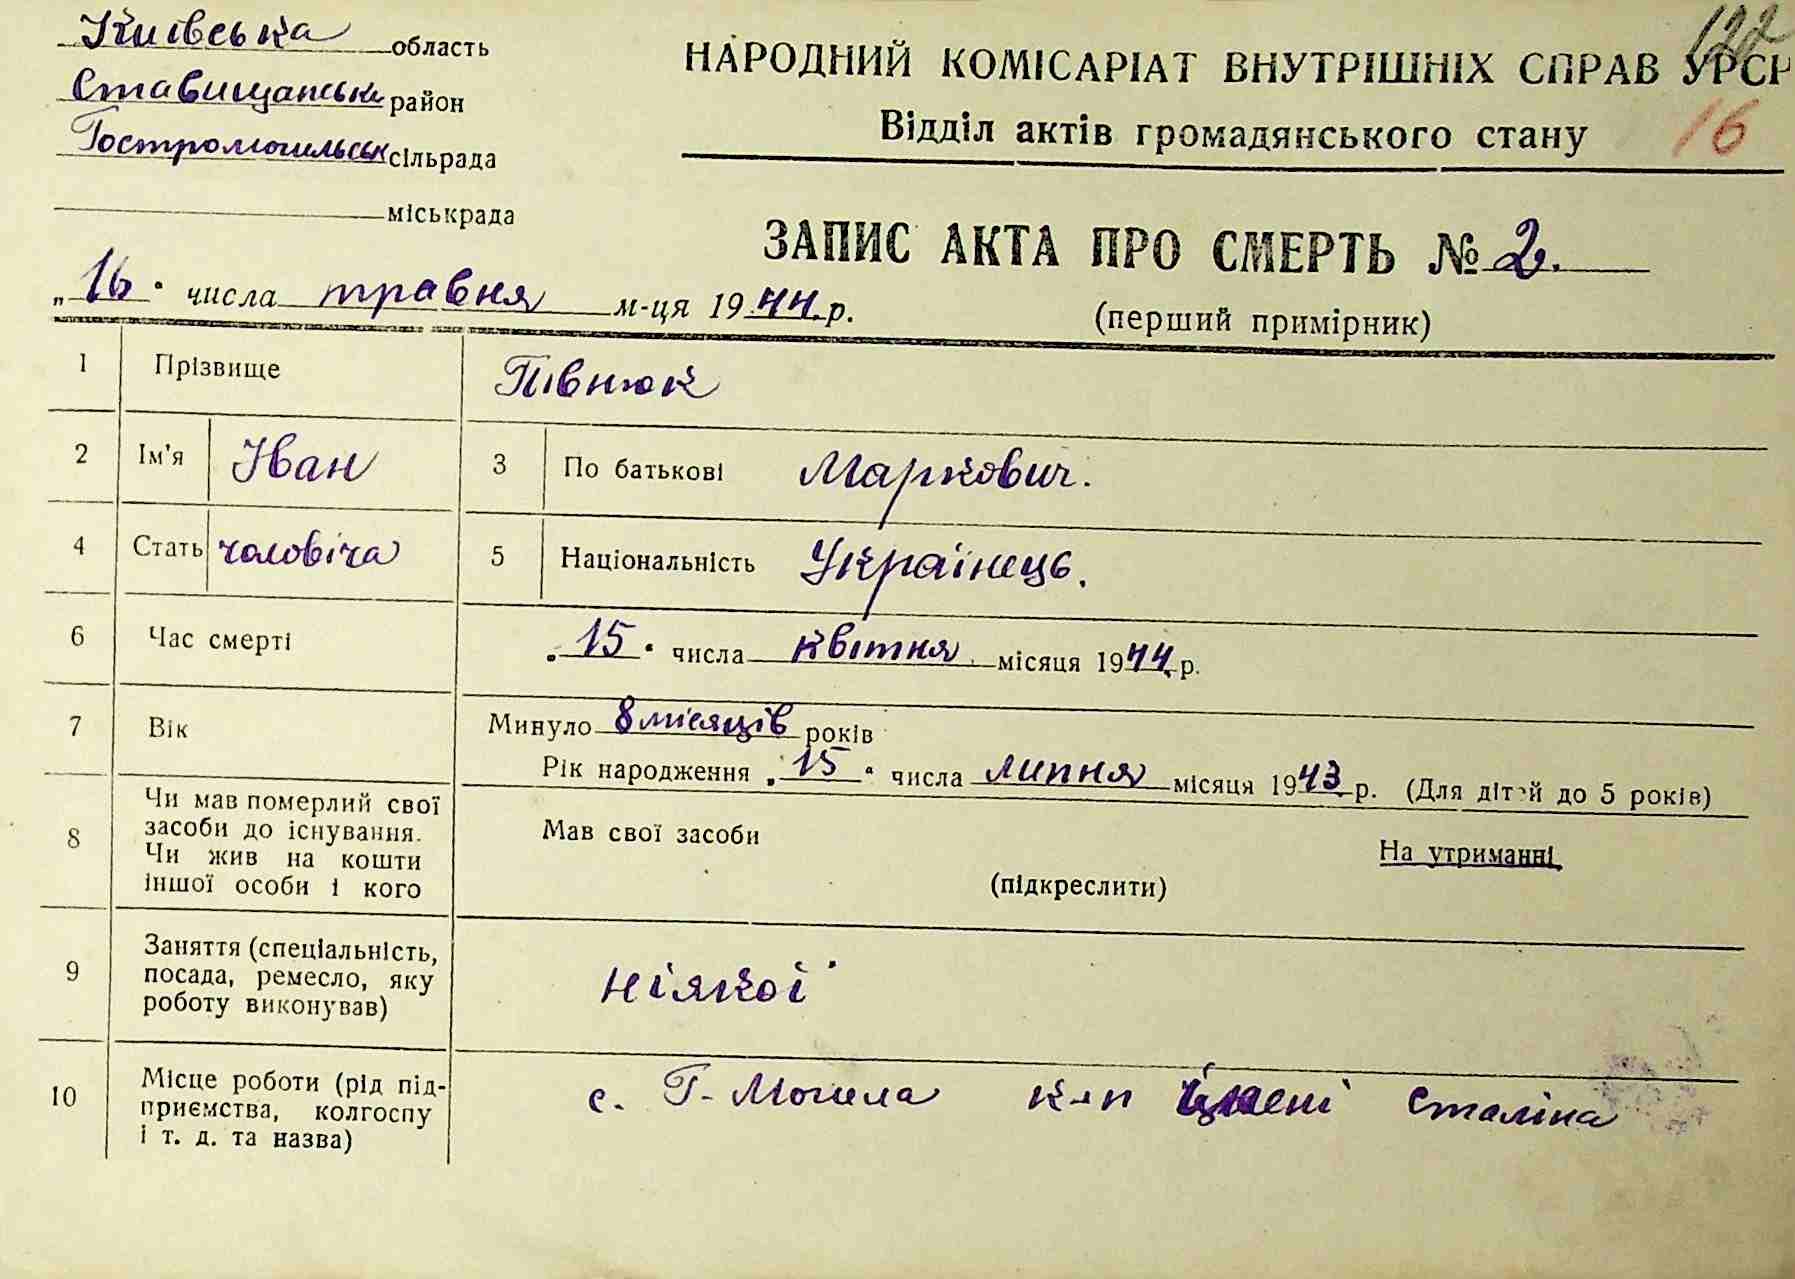 Київська область
Ставищанськи район
Гостромогильськ сільрада
міськрада
122
НАРОДНИЙ КОМІСАРІАТ ВНУТРІШНІХ СПРАВ УРСР
Відділ актів громадянського стану
16
ЗАПИС АКТА ПРО СМЕРТЬ № 2.
(перший примірник)
„16" числа травня м-ця 1944 р.
1 Прізвище Півнюк
2 Ім'я Іван 3 По батькові Маркович.
4 Стать чоловіча 5 Національність Українець.
6 Час смерті „15" числа квітня місяця 1944 р.
7 Вік Минуло 8 місяців років
Рік народження „15" числа липня місяця 1943 р. (Для дітей до 5 років)
8 Чи мав померлий свої
засоби до існування.
Чи жив на кошти
іншої особи і кого
Мав свої засоби На утриманні
(підкреслити)
9 Заняття (спеціальність,
посада, ремесло, яку
роботу виконував)
ніякої
10 Місце роботи (рід під-
приємства, колгоспу
і т. д. та назва)
с. Г-Могила к-п імені Сталіна